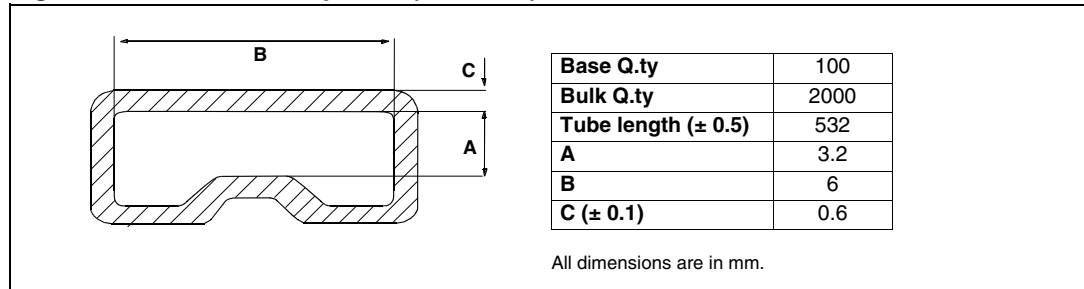 B
C
A
Base Q.ty 100
Bulk Q.ty 2000
Tube length (± 0.5) 532
A 3.2
B 6
C (± 0.1) 0.6
All dimensions are in mm.